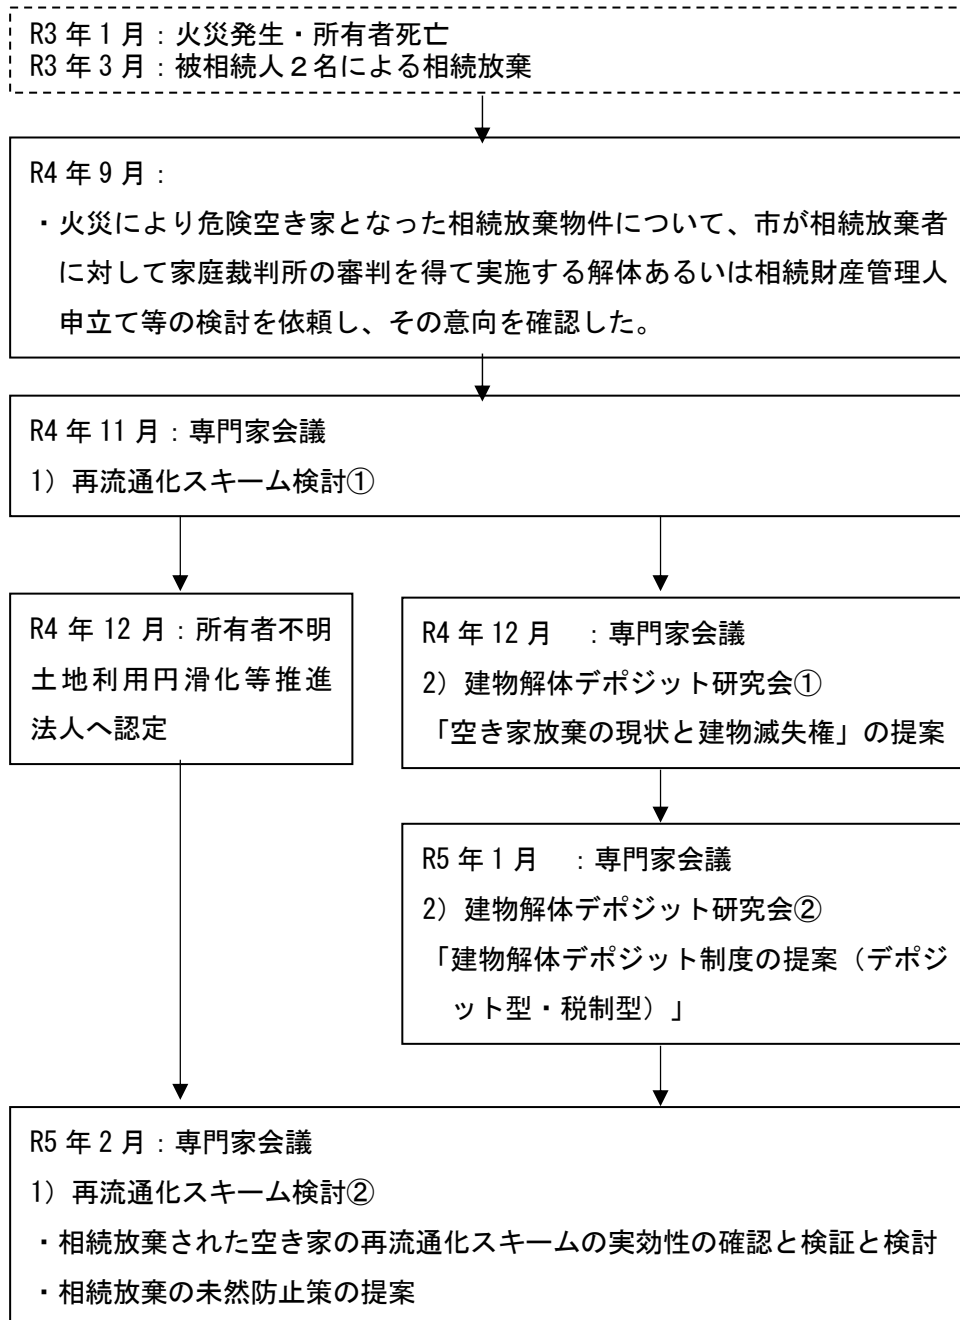 R3 年 1 月：火災発生・所有者死亡
R3 年 3 月：被相続人２名による相続放棄
R4 年 9 月：
・火災により危険空き家となった相続放棄物件について、市が相続放棄者
に対して家庭裁判所の審判を得て実施する解体あるいは相続財産管理人
申立て等の検討を依頼し、その意向を確認した。
R4 年 11 月：専門家会議
1）再流通化スキーム検討①
R4 年 12 月：所有者不明
土地利用円滑化等推進
法人へ認定
R4 年 12 月　：専門家会議
2）建物解体デポジット研究会①
「空き家放棄の現状と建物滅失権」の提案
R5 年 1 月　：専門家会議
2）建物解体デポジット研究会②
「建物解体デポジット制度の提案（デポジ
ット型・税制型）」
R5 年 2 月：専門家会議
1）再流通化スキーム検討②
・相続放棄された空き家の再流通化スキームの実効性の確認と検証と検討
・相続放棄の未然防止策の提案